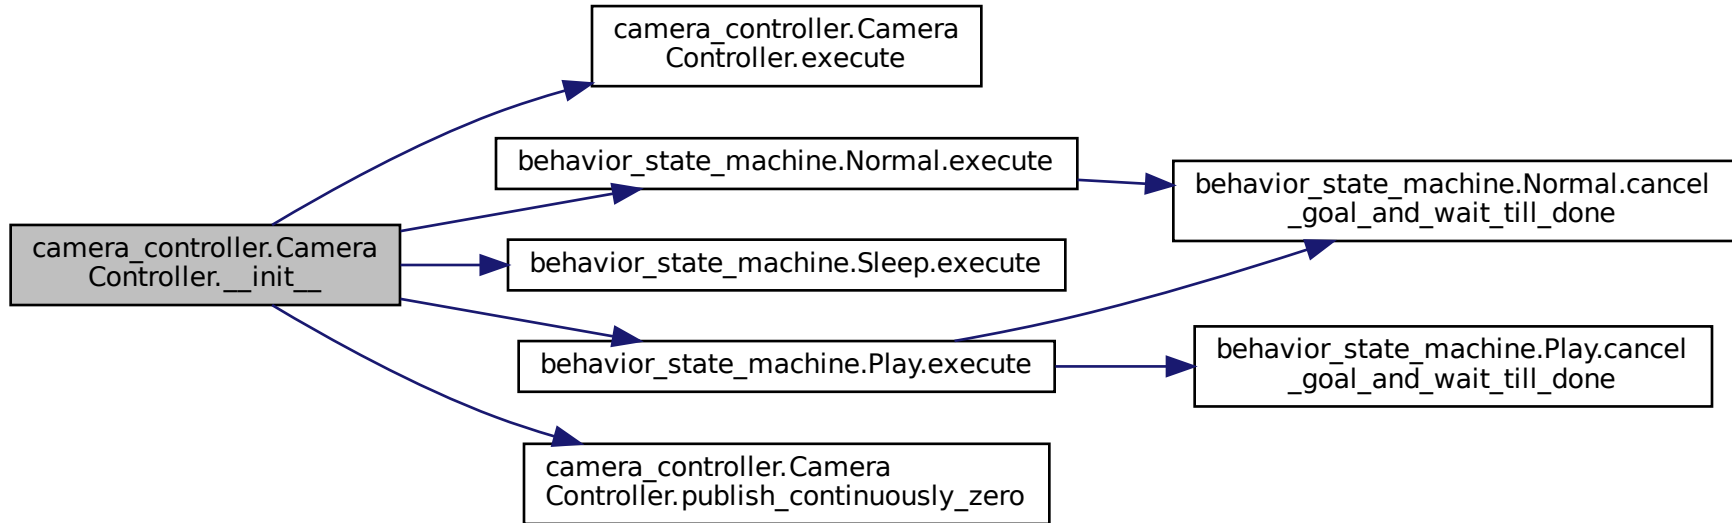 camera_controller.Camera
Controller.__init__
camera_controller.Camera
Controller.execute
behavior_state_machine.Normal.execute
behavior_state_machine.Sleep.execute
behavior_state_machine.Play.execute
camera_controller.Camera
Controller.publish_continuously_zero
behavior_state_machine.Normal.cancel
_goal_and_wait_till_done
behavior_state_machine.Play.cancel
_goal_and_wait_till_done